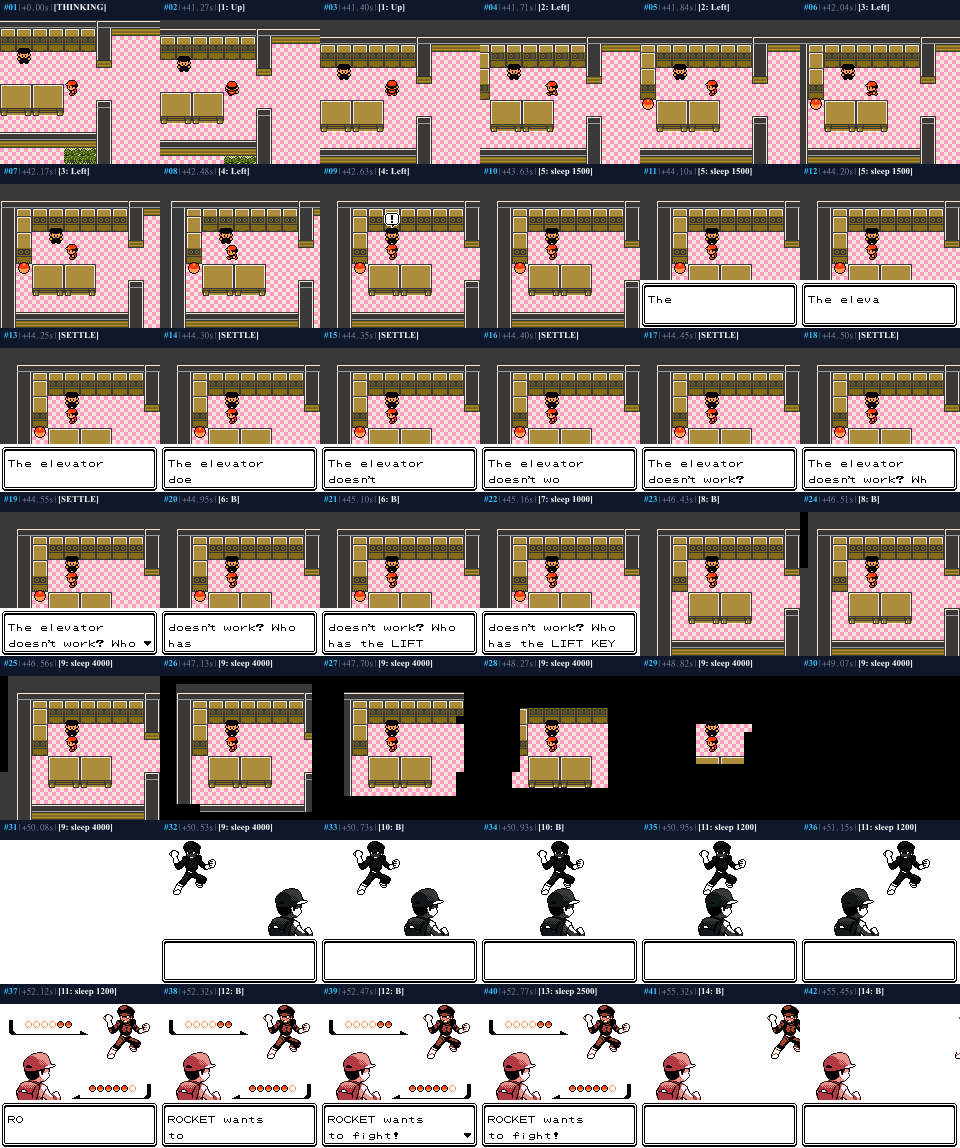 #01|+0.00s|[THINKING]
#02|+41.27s|[1: Up]
#03|+41.40s|[1: Up]
#04|+41.71s|[2: Left]
#05|+41.84s|[2: Left]
#06|+42.04s|[3: Left]
#07|+42.17s|[3: Left]
#08|+42.48s|[4: Left]
#09|+42.63s|[4: Left]
#10|+43.63s|[5: sleep 1500]
#11|+44.10s|[5: sleep 1500]
#12|+44.20s|[5: sleep 1500]
!
The
The eleva
#13|+44.25s|[SETTLE]
#14|+44.30s|[SETTLE]
#15|+44.35s|[SETTLE]
#16|+44.40s|[SETTLE]
#17|+44.45s|[SETTLE]
#18|+44.50s|[SETTLE]
The elevator
The elevator
doe
The elevator
doesn't
The elevator
doesn't wo
The elevator
doesn't work?
The elevator
doesn't work? Wh
#19|+44.55s|[SETTLE]
#20|+44.95s|[6: B]
#21|+45.10s|[6: B]
#22|+45.16s|[7: sleep 1000]
#23|+46.43s|[8: B]
#24|+46.51s|[8: B]
The elevator
doesn't work? Who
doesn't work? Who
has
doesn't work? Who
has the LIFT
doesn't work? Who
has the LIFT KEY
#25|+46.56s|[9: sleep 4000]
#26|+47.13s|[9: sleep 4000]
#27|+47.70s|[9: sleep 4000]
#28|+48.27s|[9: sleep 4000]
#29|+48.82s|[9: sleep 4000]
#30|+49.07s|[9: sleep 4000]
#31|+50.08s|[9: sleep 4000]
#32|+50.53s|[9: sleep 4000]
#33|+50.73s|[10: B]
#34|+50.93s|[10: B]
#35|+50.95s|[11: sleep 1200]
#36|+51.15s|[11: sleep 1200]
#37|+52.12s|[11: sleep 1200]
#38|+52.32s|[12: B]
#39|+52.47s|[12: B]
#40|+52.77s|[13: sleep 2500]
#41|+55.32s|[14: B]
#42|+55.45s|[14: B]
RO
ROCKET wants
to
ROCKET wants
to fight!
ROCKET wants
to fight!